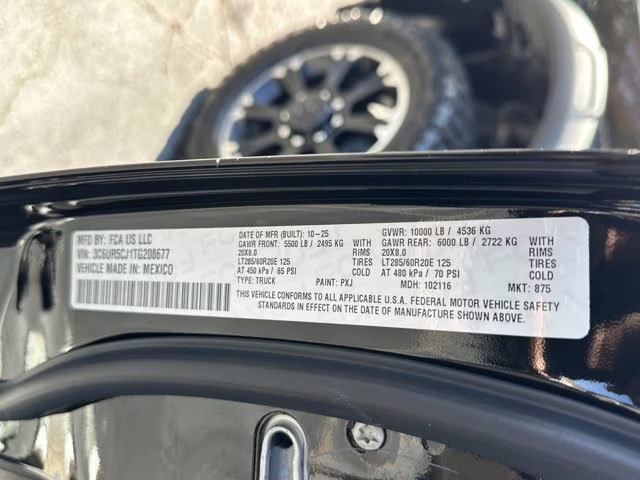 MFG BY: FCA US LLC
VIN: 3C6UR5CJ1TG208677
VEHICLE MADE IN: MEXICO
DATE OF MFR (BUILT): 10-25
GAWR FRONT: 5500 LB / 2495 KG
20X8.0 RIMS
LT285/60R20E 125 TIRES
AT 450 kPa / 65 PSI COLD
TYPE: TRUCK PAINT: PXJ
GVWR: 10000 LB / 4536 KG
GAWR REAR: 6000 LB / 2722 KG WITH
20X8.0 RIMS
LT285/60R20E 125 TIRES
AT 480 kPa / 70 PSI COLD
MDH: 102116 MKT: 875
THIS VEHICLE CONFORMS TO ALL APPLICABLE U.S.A. FEDERAL MOTOR VEHICLE SAFETY
STANDARDS IN EFFECT ON THE DATE OF MANUFACTURE SHOWN ABOVE.